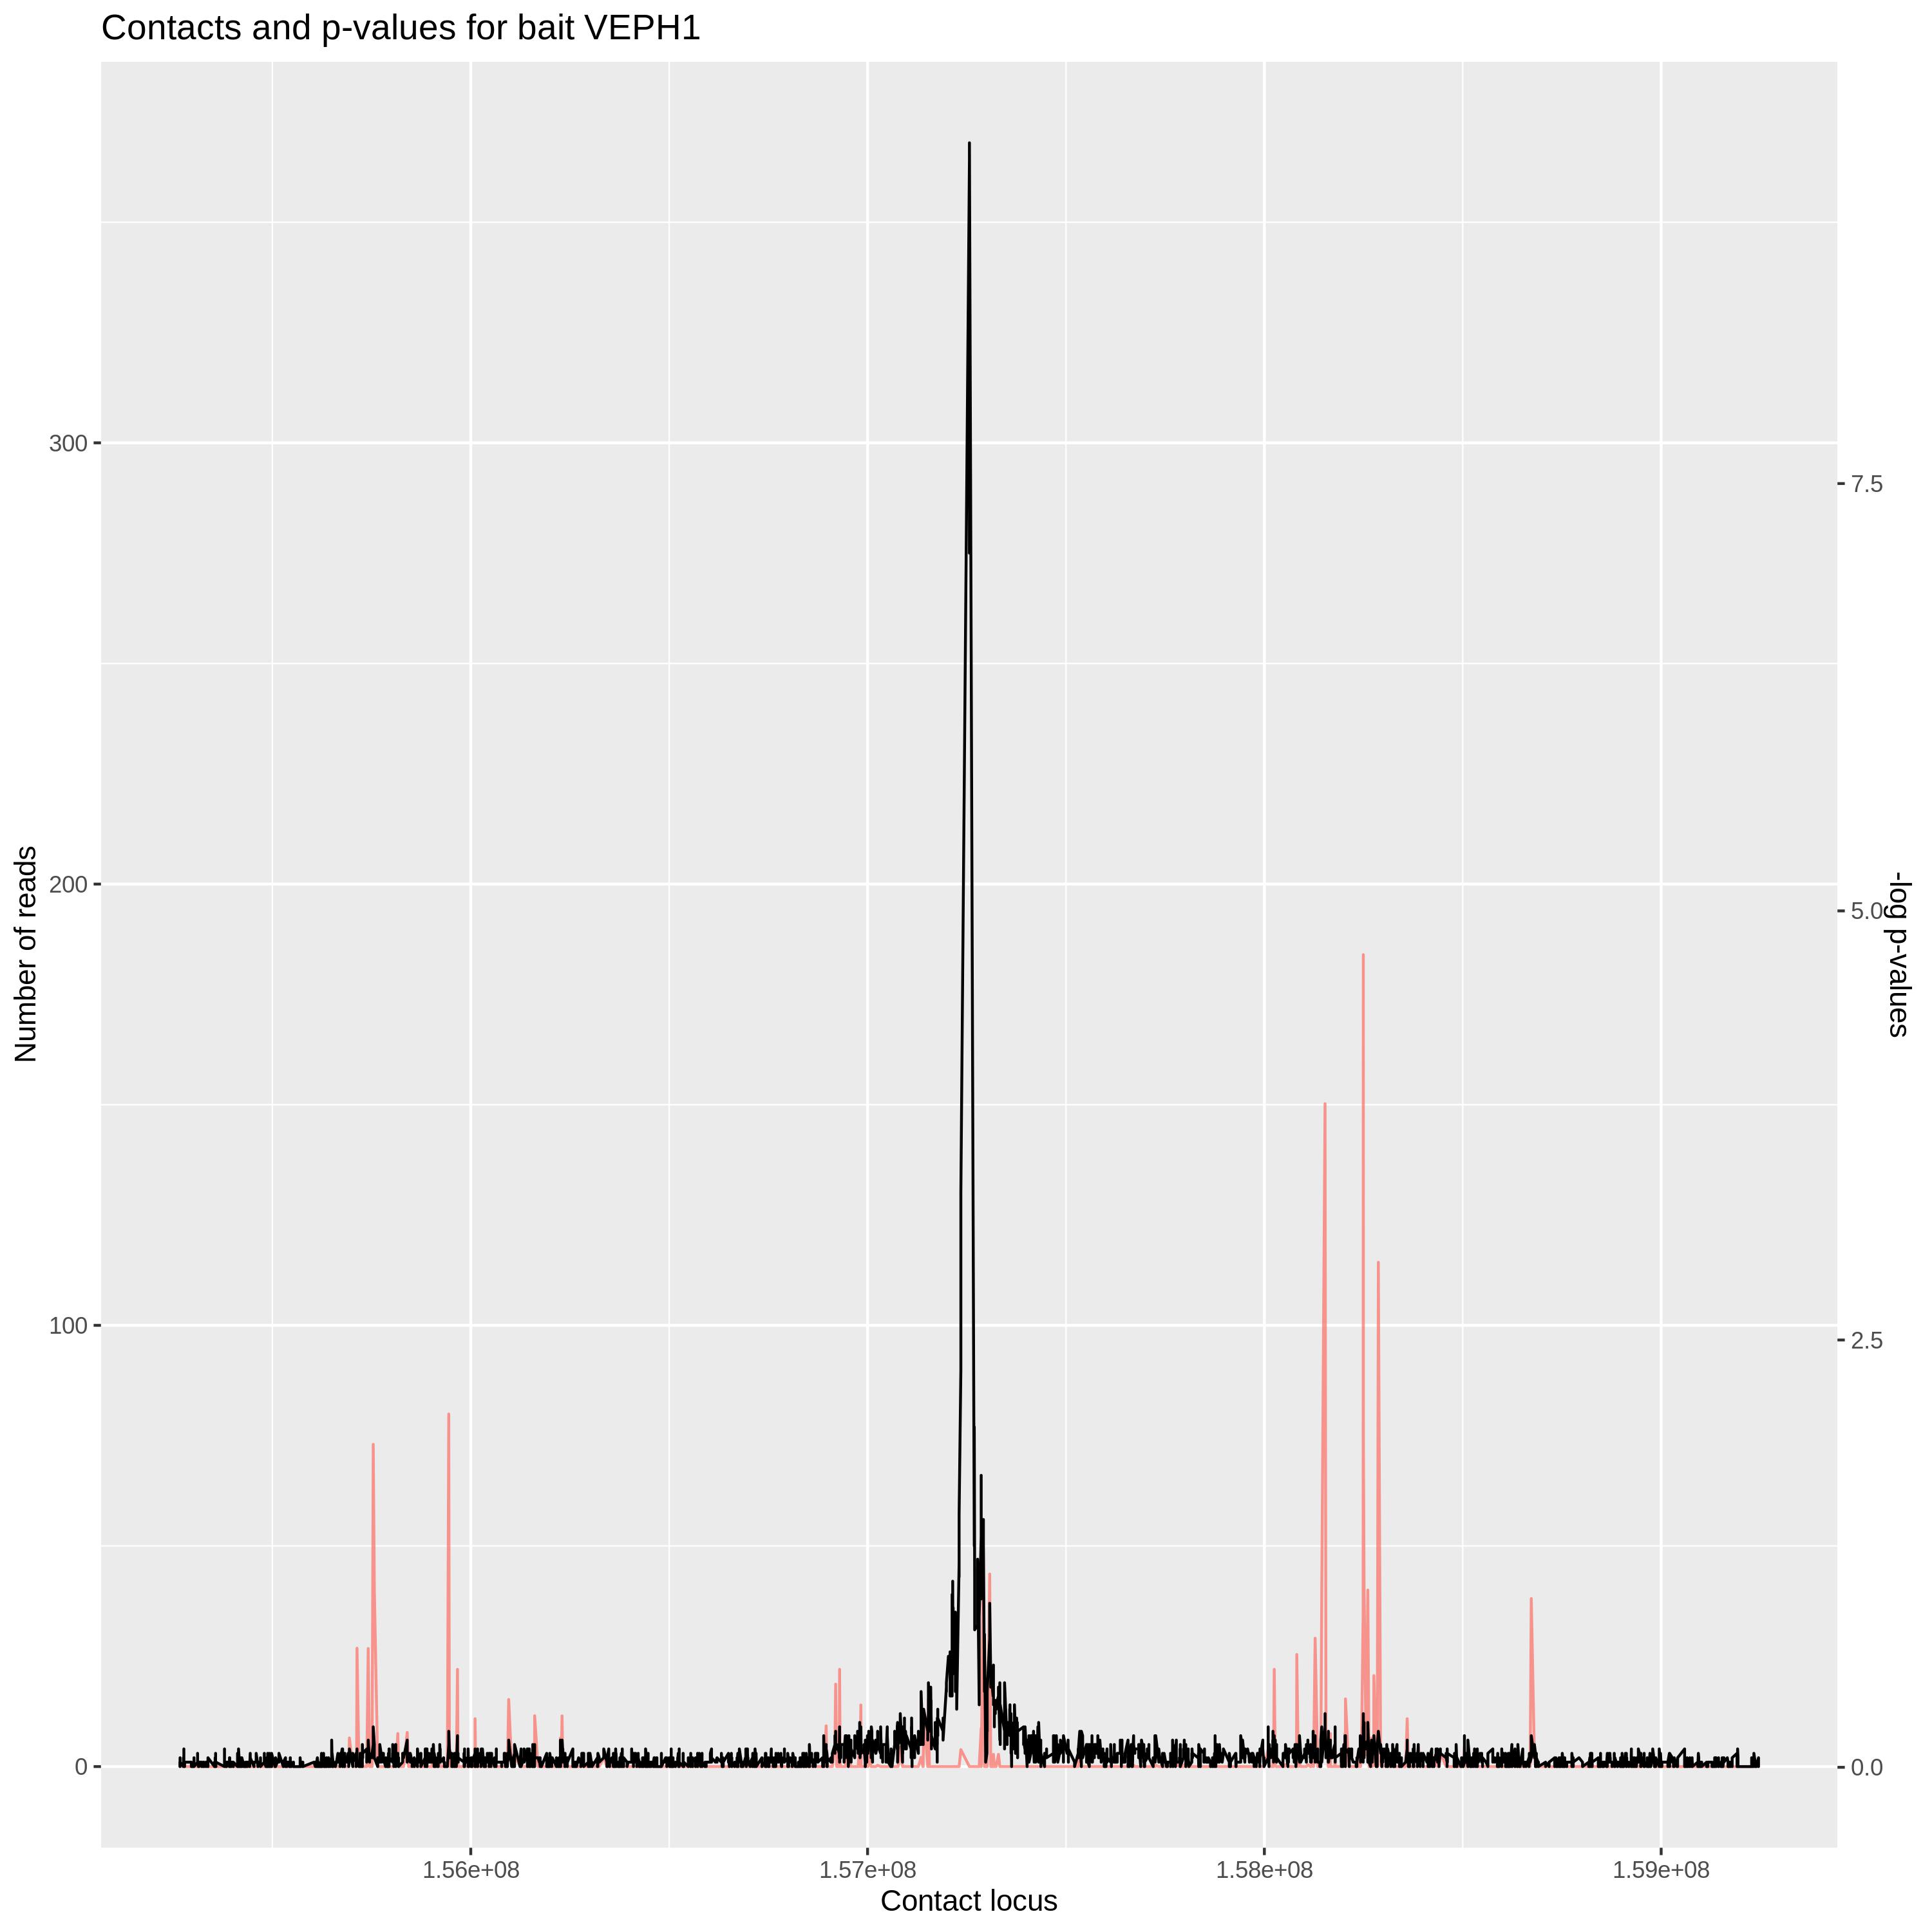 Contacts and p-values for bait VEPH1
Number of reads
300
200
100
0
7.5
5.0
2.5
0.0
-log p-values
1.56e+08
1.57e+08
1.58e+08
1.59e+08
Contact locus